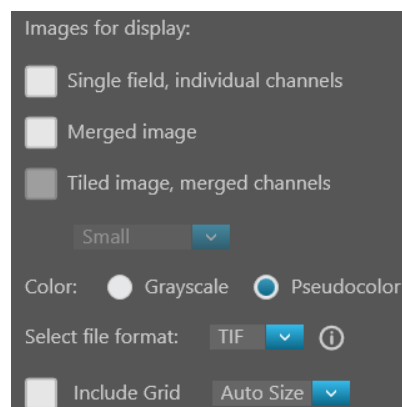 Images for display:
Single field, individual channels
Merged image
Tiled image, merged channels
Small
Color: Grayscale Pseudocolor
Select file format: TIF
Include Grid Auto Size